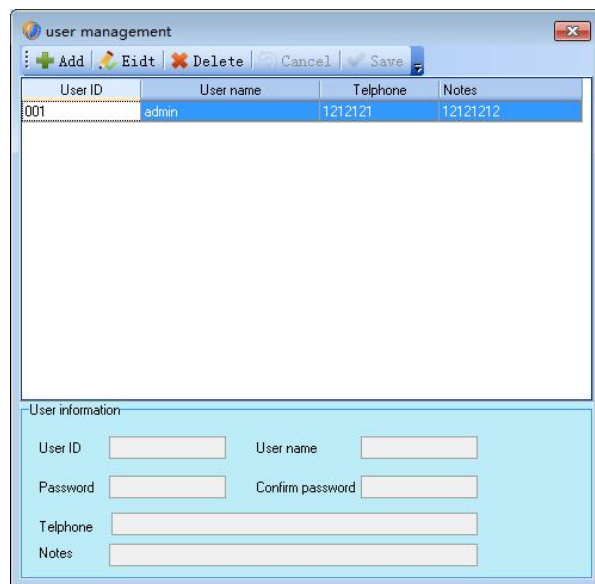 user management
Add Eidt Delete Cancel Save
User ID User name Telphone Notes
001 admin 1212121 12121212
User information
User ID User name
Password Confirm password
Telphone
Notes